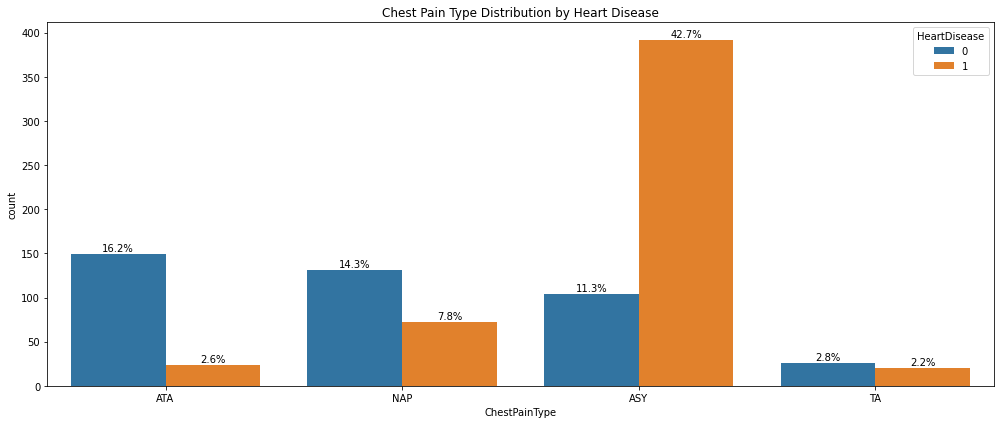 Chest Pain Type Distribution by Heart Disease
HeartDisease
0
1
400
350
300
250
200
150
100
50
0
count
16.2%
2.6%
14.3%
7.8%
11.3%
42.7%
2.8%
2.2%
ATA
NAP
ASY
TA
ChestPainType